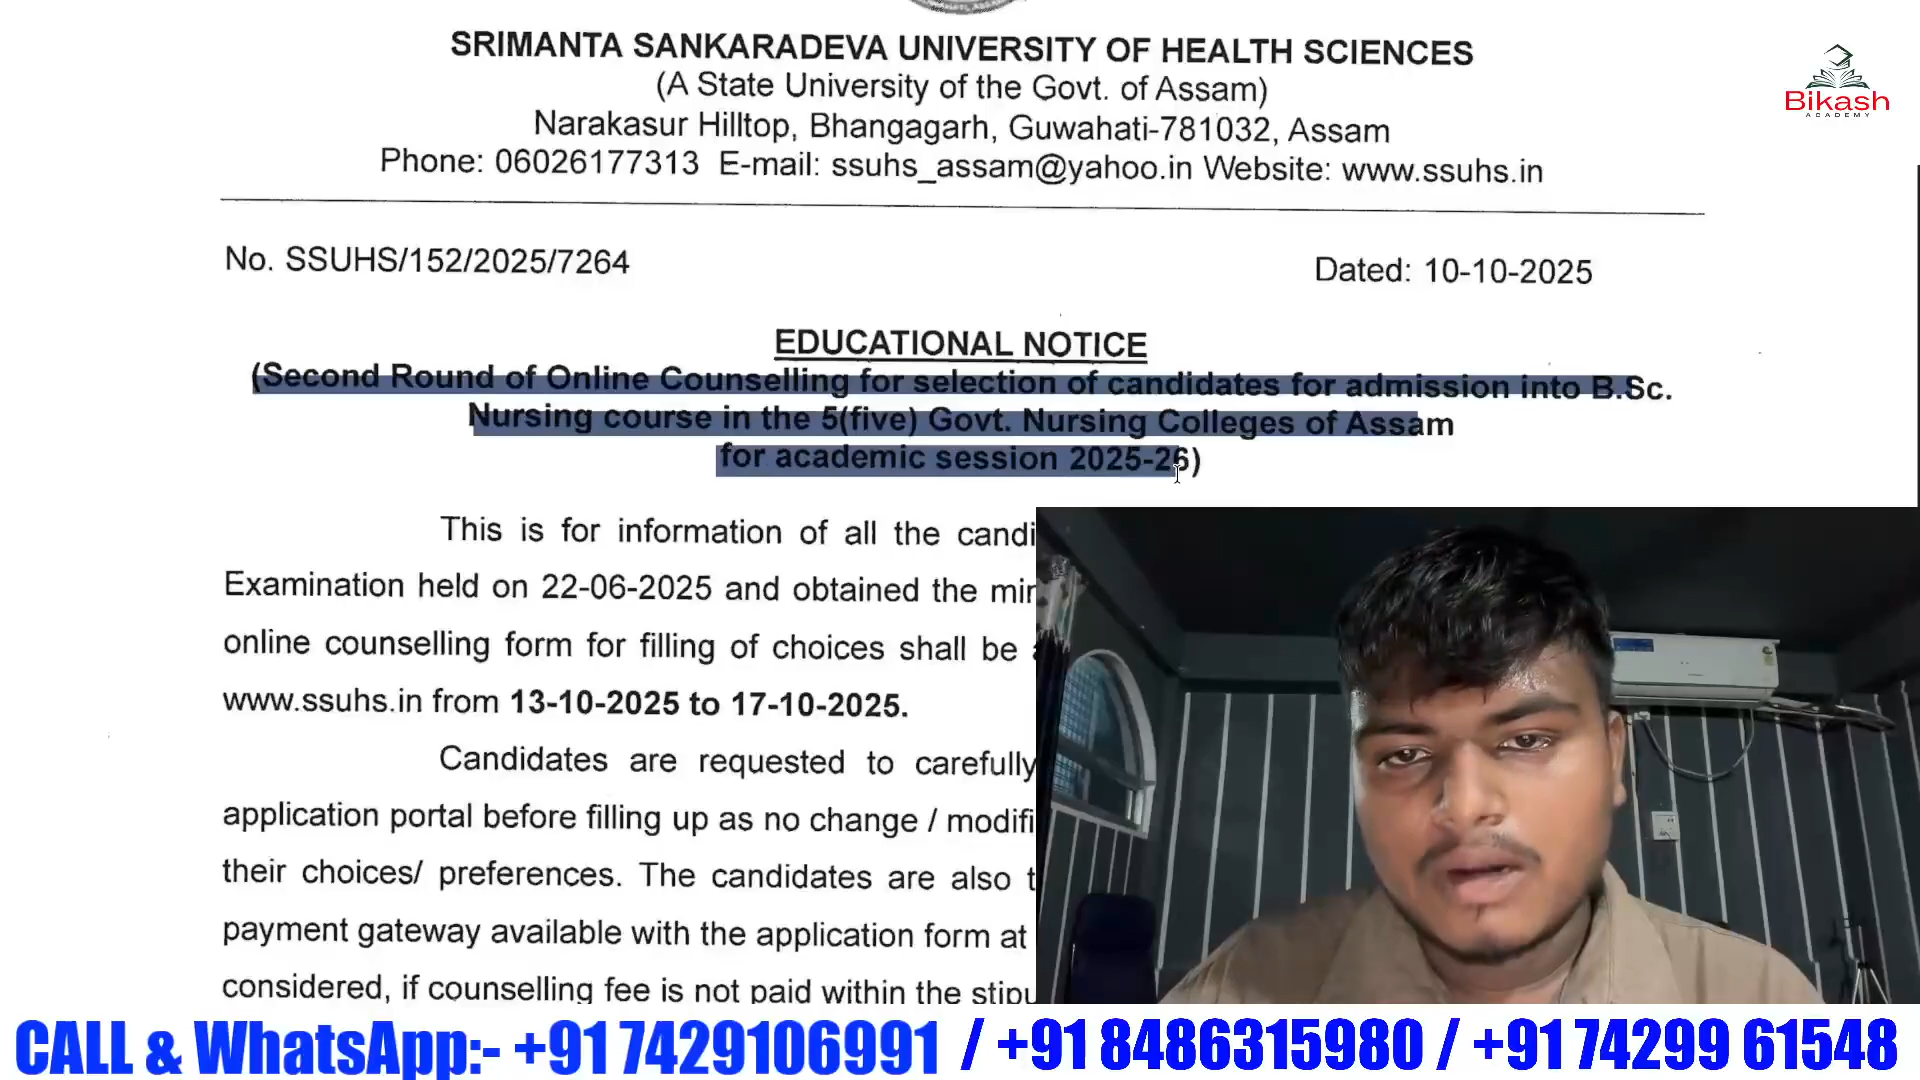 SRIMANTA SANKARADEVA UNIVERSITY OF HEALTH SCIENCES
(A State University of the Govt. of Assam)
Narakasur Hilltop, Bhangagarh, Guwahati-781032, Assam
Phone: 06026177313 E-mail: ssuhs_assam@yahoo.in Website: www.ssuhs.in
Bikash
ACADEMY
No. SSUHS/152/2025/7264
Dated: 10-10-2025
EDUCATIONAL NOTICE
(Second Round of Online Counselling for selection of candidates for admission into B.Sc.
Nursing course in the 5(five) Govt. Nursing Colleges of Assam
for academic session 2025-26)
This is for information of all the candi
Examination held on 22-06-2025 and obtained the
online counselling form for filling of choices shall be
www.ssuhs.in from 13-10-2025 to 17-10-2025.
Candidates are requested to carefully
application portal before filling up as no change / modifi
their choices/ preferences. The candidates are also
payment gateway available with the application form at
considered, if counselling fee is not paid within the stipu
CALL & WhatsApp:- +91 7429106991 / +91 8486315980 / +91 74299 61548